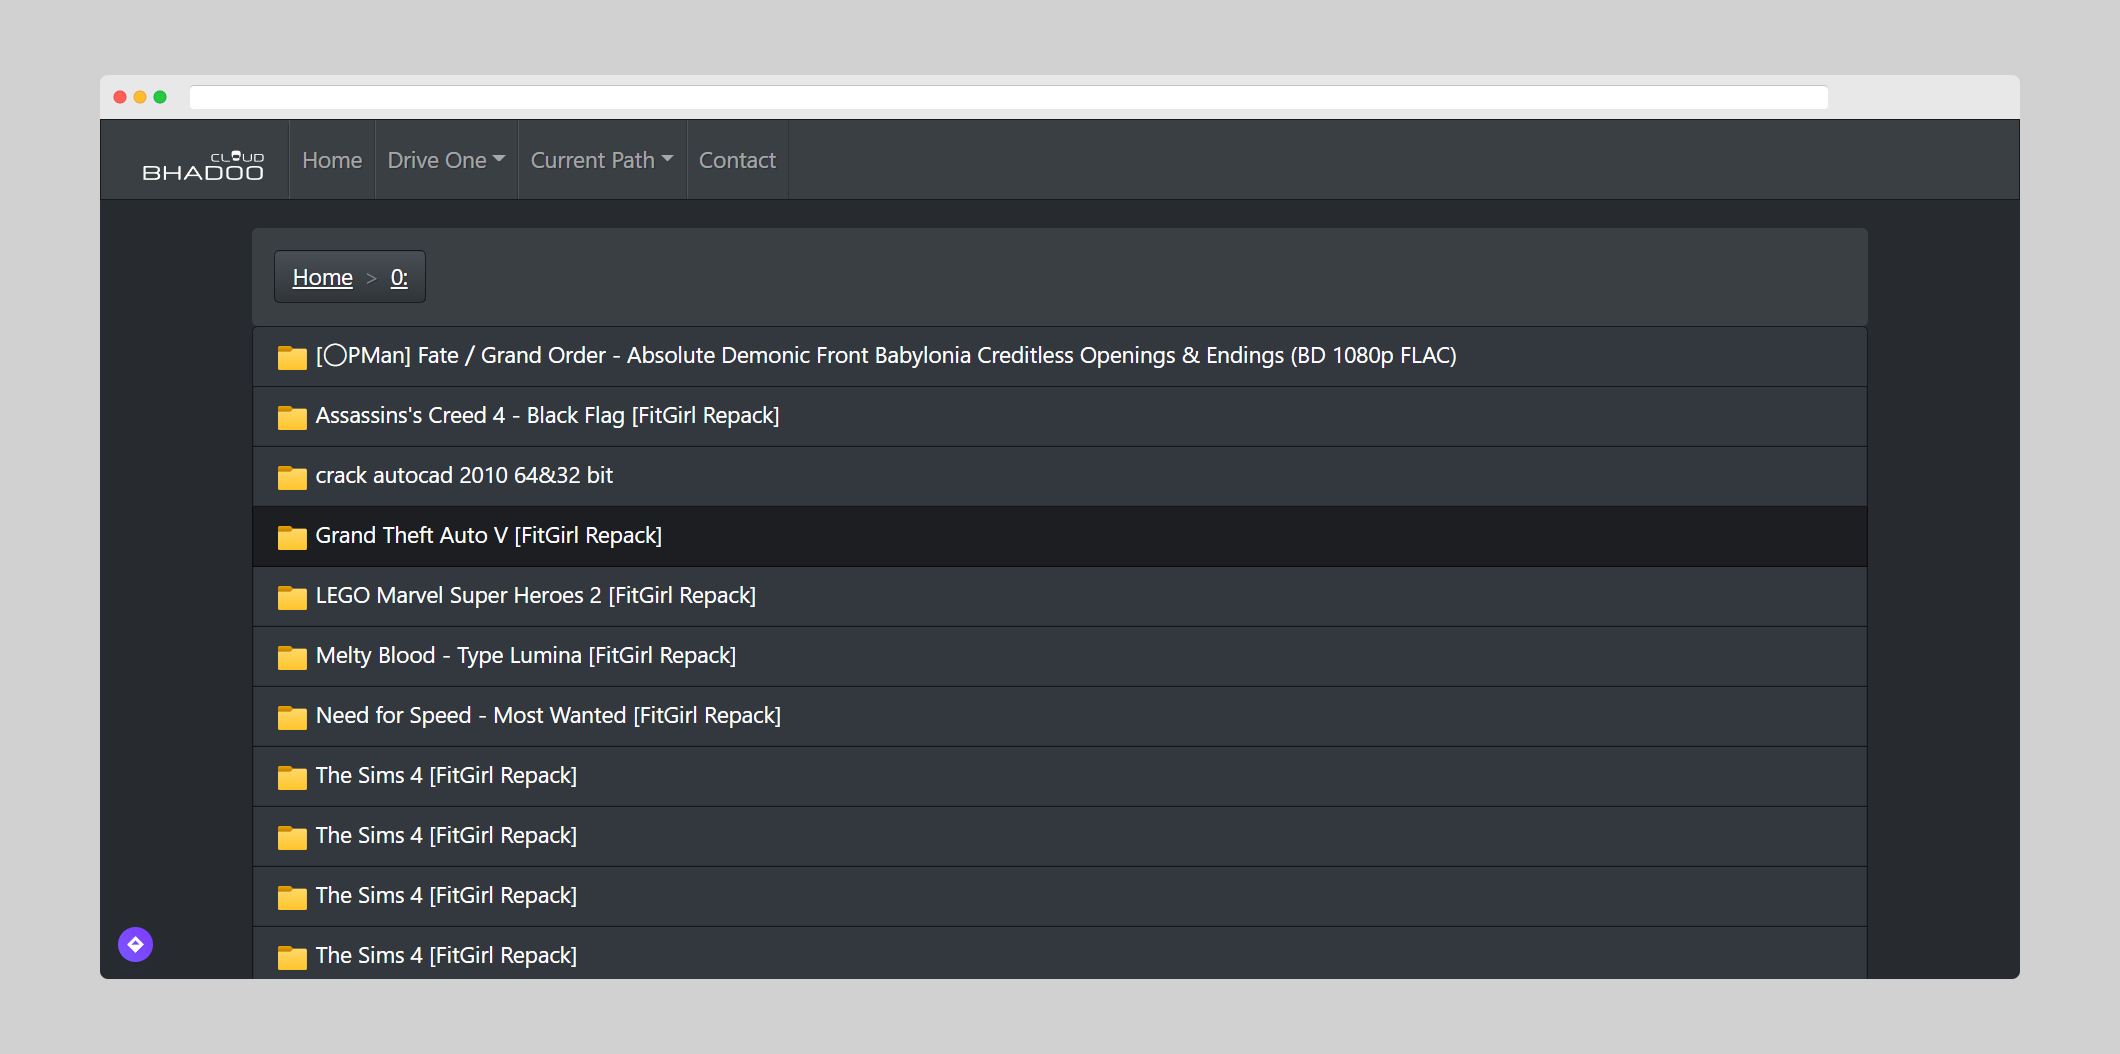 CLOUD
BHADOO
Home
Drive One
Current Path
Contact
Home > 0:
[◯PMan] Fate / Grand Order - Absolute Demonic Front Babylonia Creditless Openings & Endings (BD 1080p FLAC)
Assassins's Creed 4 - Black Flag [FitGirl Repack]
crack autocad 2010 64&32 bit
Grand Theft Auto V [FitGirl Repack]
LEGO Marvel Super Heroes 2 [FitGirl Repack]
Melty Blood - Type Lumina [FitGirl Repack]
Need for Speed - Most Wanted [FitGirl Repack]
The Sims 4 [FitGirl Repack]
The Sims 4 [FitGirl Repack]
The Sims 4 [FitGirl Repack]
The Sims 4 [FitGirl Repack]